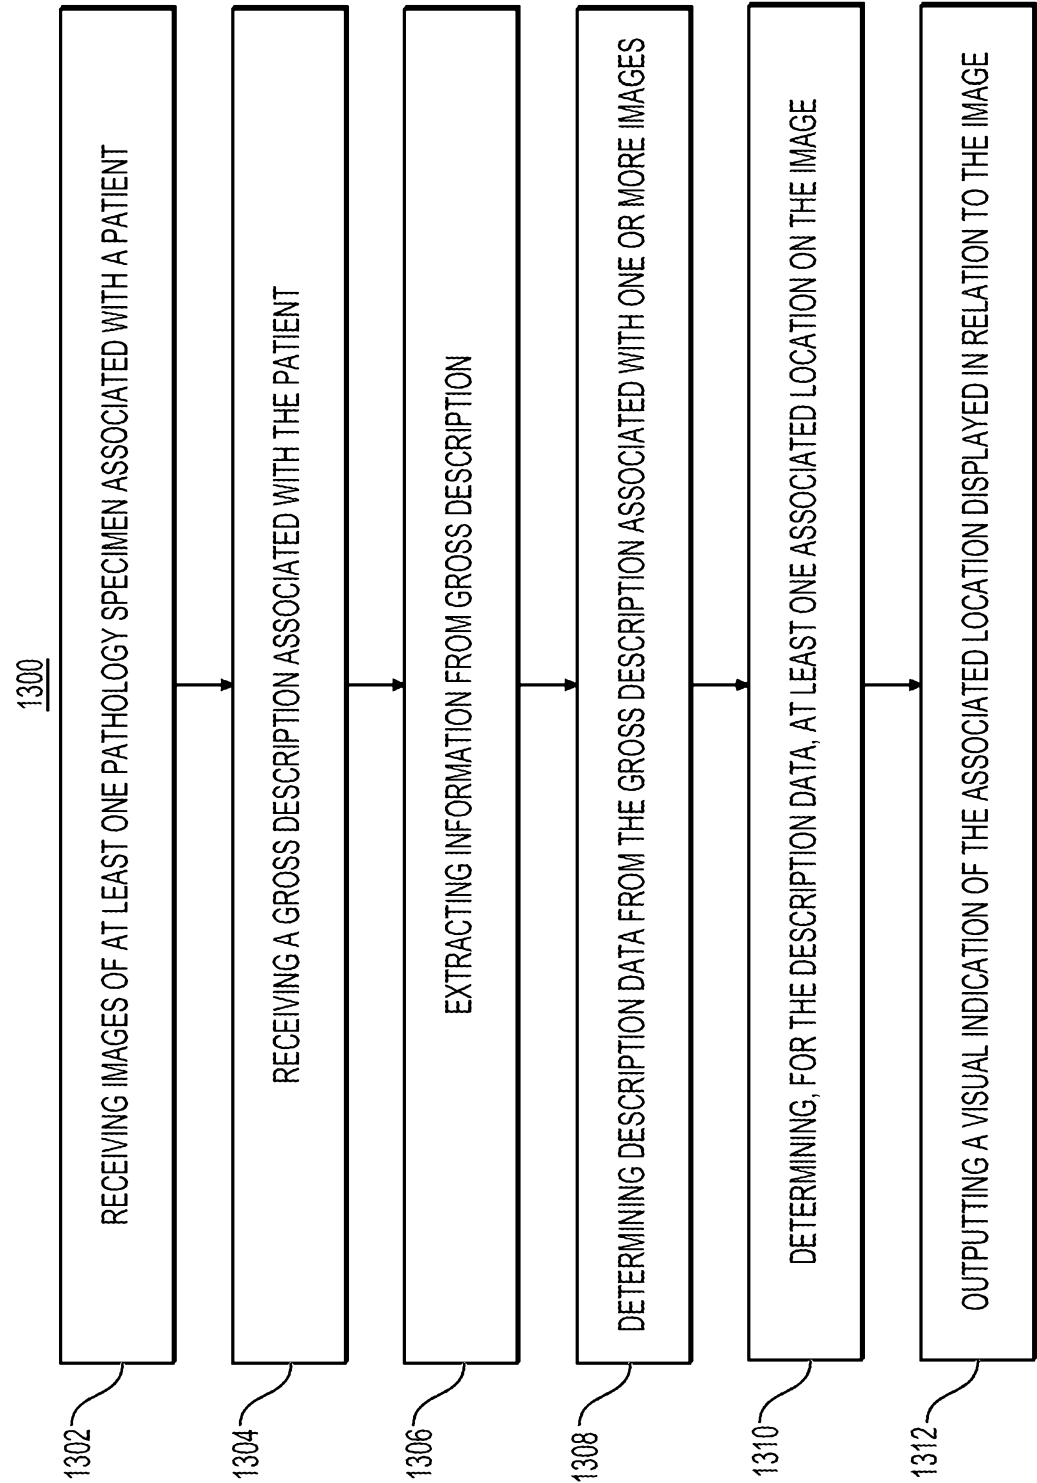 1300
1302
RECEIVING IMAGES OF AT LEAST ONE PATHOLOGY SPECIMEN ASSOCIATED WITH A PATIENT
1304
RECEIVING A GROSS DESCRIPTION ASSOCIATED WITH THE PATIENT
1306
EXTRACTING INFORMATION FROM GROSS DESCRIPTION
1308
DETERMINING DESCRIPTION DATA FROM THE GROSS DESCRIPTION ASSOCIATED WITH ONE OR MORE IMAGES
1310
DETERMINING, FOR THE DESCRIPTION DATA, AT LEAST ONE ASSOCIATED LOCATION ON THE IMAGE
1312
OUTPUTTING A VISUAL INDICATION OF THE ASSOCIATED LOCATION DISPLAYED IN RELATION TO THE IMAGE